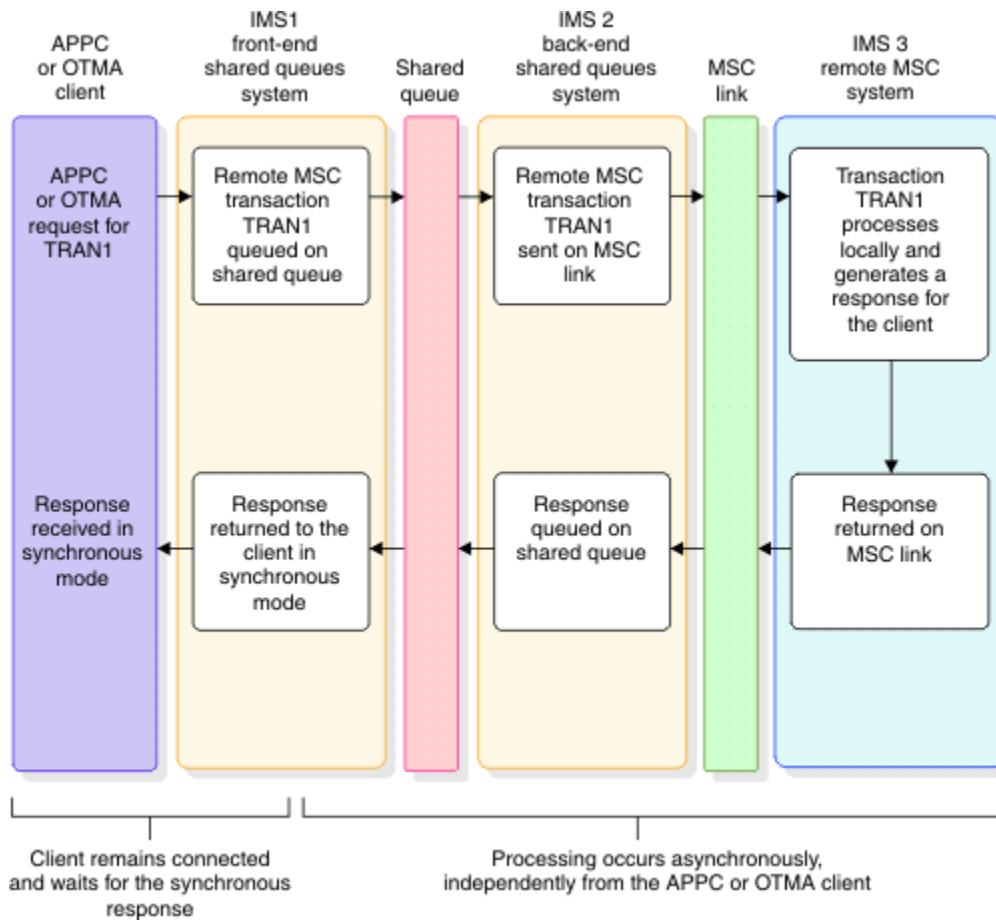 APPC
or OTMA
client
IMS1
front-end
shared queues
system
Shared
queue
IMS 2
back-end
shared queues
system
MSC
link
IMS 3
remote MSC
system
APPC
or OTMA
request for
TRAN1
Remote MSC
transaction
TRAN1
queued on
shared queue
Remote MSC
transaction
TRAN1
sent on MSC
link
Transaction
TRAN1
processes
locally and
generates a
response for
the client
Response
received in
synchronous
mode
Response
returned to the
client in
synchronous
mode
Response
queued on
shared queue
Response
returned on
MSC link
Client remains connected
and waits for the synchronous
response
Processing occurs asynchronously,
independently from the APPC or OTMA client